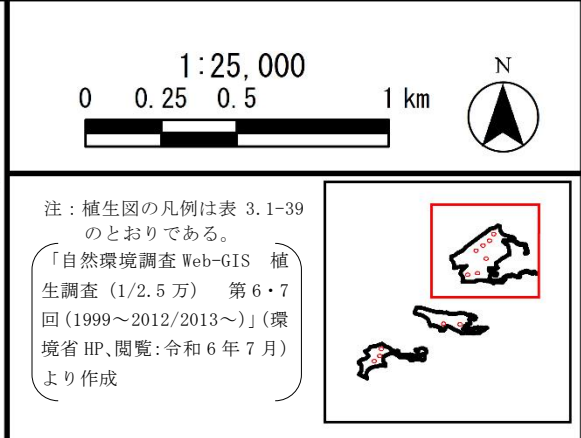 1:25,000
0 0.25 0.5 1 km
N
注：植生図の凡例は表 3.1-39
のとおりである。
「自然環境調査 Web-GIS 植
生調査（1/2.5 万） 第 6・7
回（1999～2012/2013～）」（環
境省 HP、閲覧：令和 6 年 7 月）
より作成